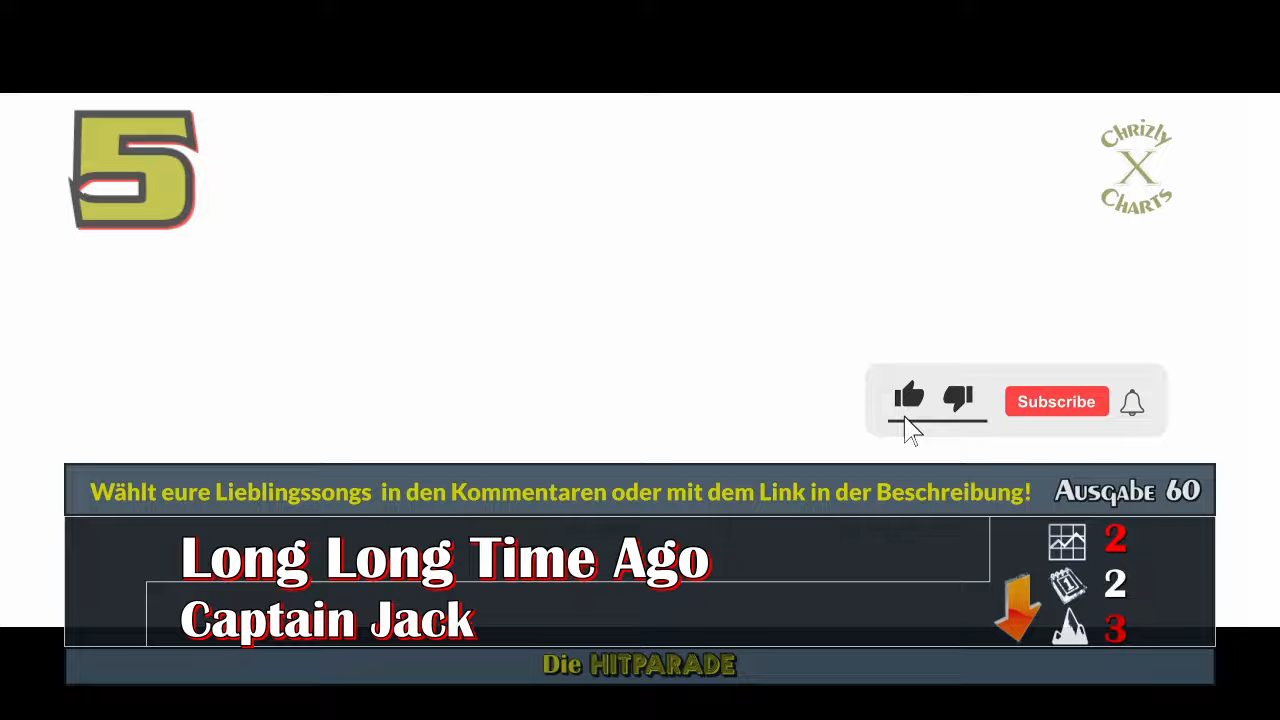 5
Chrizly
X
Charts
Subscribe
Wählt eure Lieblingssongs in den Kommentaren oder mit dem Link in der Beschreibung!
Ausgabe 60
Long Long Time Ago
2
1
2
Captain Jack
3
Die HITPARADE